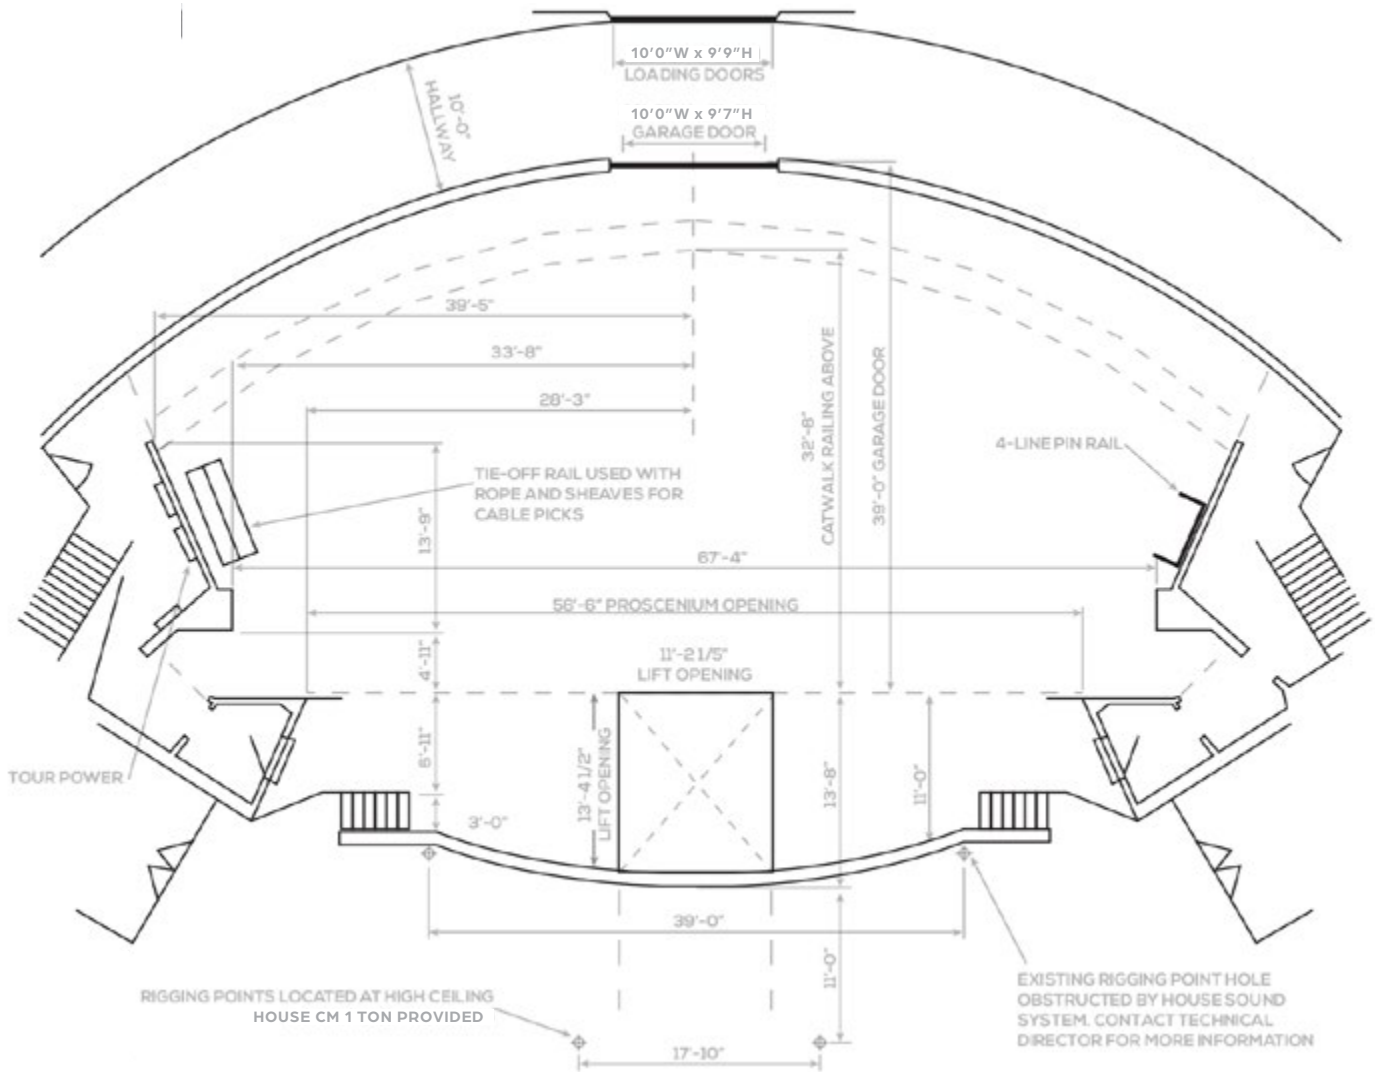 10'0"W x 9'9"H
LOADING DOORS
10'-0"
HALLWAY
10'0"W x 9'7"H
GARAGE DOOR
39'-5"
33'-8"
28'-3"
32'-8"
CATWALK RAILING ABOVE
39'-0" GARAGE DOOR
4-LINE PIN RAIL
TIE-OFF RAIL USED WITH
ROPE AND SHEAVES FOR
CABLE PICKS
13'-9"
67'-4"
56'-6" PROSCENIUM OPENING
4'-11"
11'-2 1/5"
LIFT OPENING
6'-11"
13'-4 1/2"
LIFT OPENING
13'-8"
11'-0"
TOUR POWER
3'-0"
39'-0"
11'-0"
RIGGING POINTS LOCATED AT HIGH CEILING
HOUSE CM 1 TON PROVIDED
EXISTING RIGGING POINT HOLE
OBSTRUCTED BY HOUSE SOUND
SYSTEM. CONTACT TECHNICAL
DIRECTOR FOR MORE INFORMATION
17'-10"